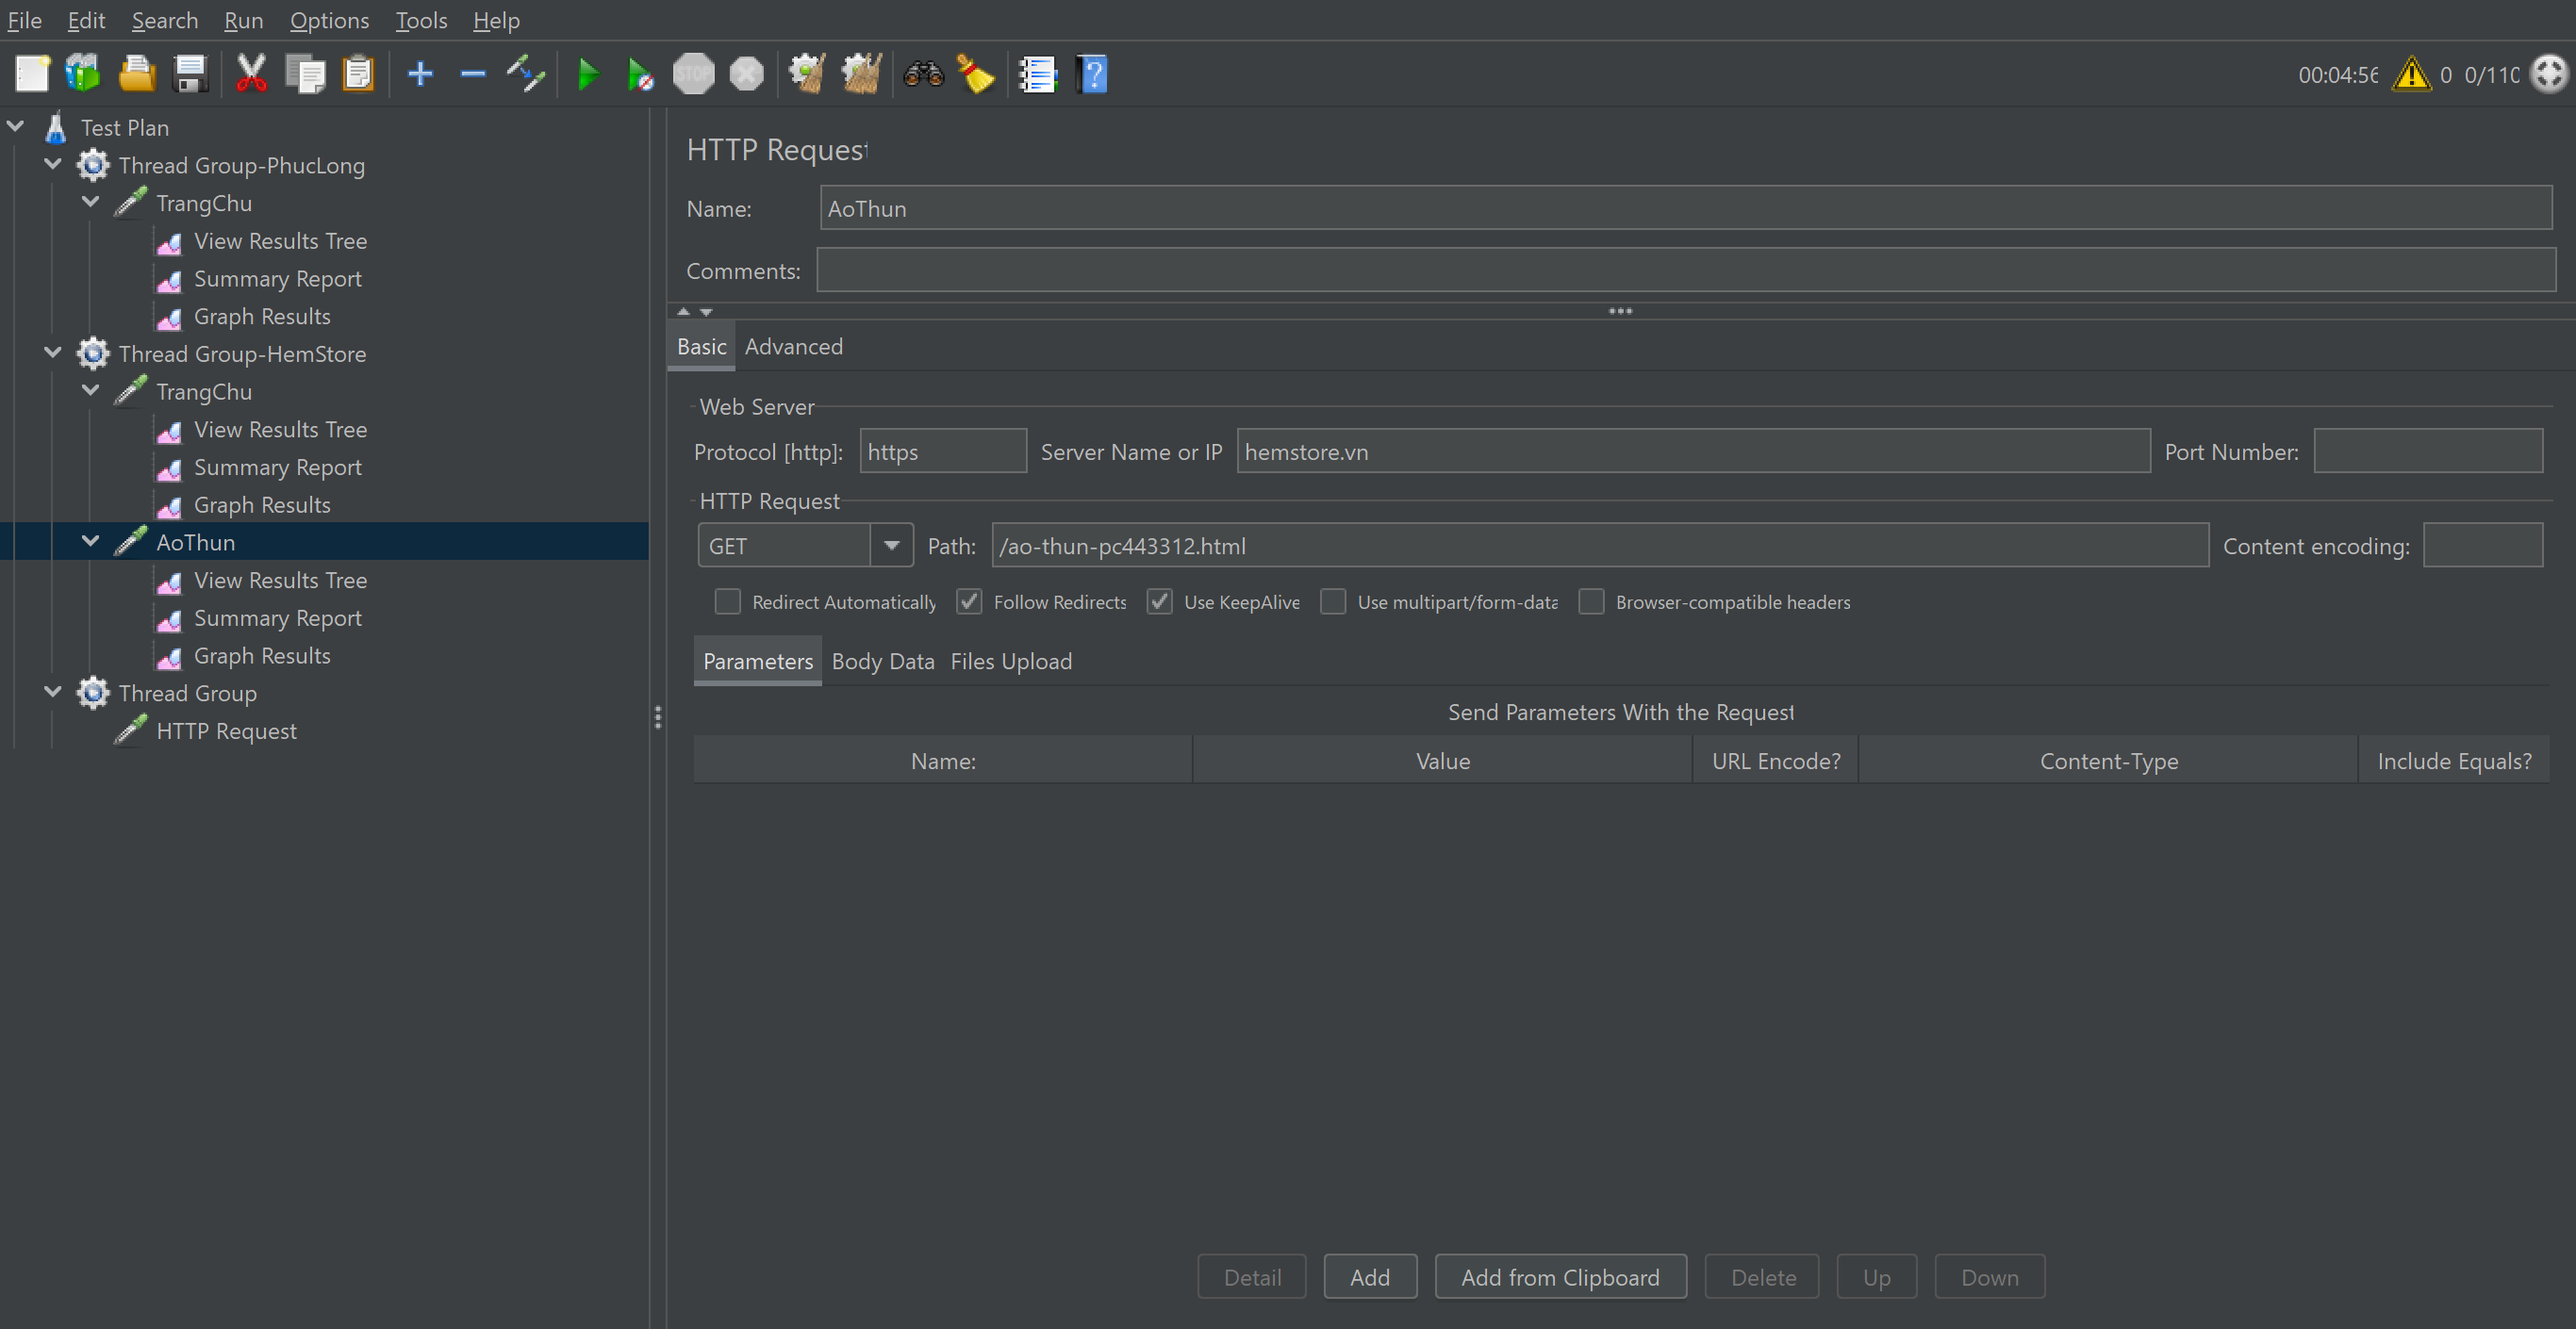 File Edit Search Run Options Tools Help
STOP
00:04:56 0 0/110
Test Plan
Thread Group-PhucLong
TrangChu
View Results Tree
Summary Report
Graph Results
Thread Group-HemStore
TrangChu
View Results Tree
Summary Report
Graph Results
AoThun
View Results Tree
Summary Report
Graph Results
Thread Group
HTTP Request
HTTP Request
Name: AoThun
Comments:
Basic Advanced
Web Server
Protocol [http]: https Server Name or IP hemstore.vn Port Number:
HTTP Request
GET Path: /ao-thun-pc443312.html Content encoding:
Redirect Automatically Follow Redirects Use KeepAlive Use multipart/form-data Browser-compatible headers
Parameters Body Data Files Upload
Send Parameters With the Request
Name: Value URL Encode? Content-Type Include Equals?
Detail Add Add from Clipboard Delete Up Down